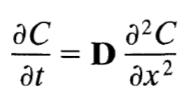 ∂C/∂t = D ∂²C/∂x²